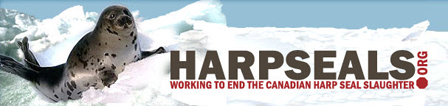 HARPSEALS.ORG
WORKING TO END THE CANADIAN HARP SEAL SLAUGHTER